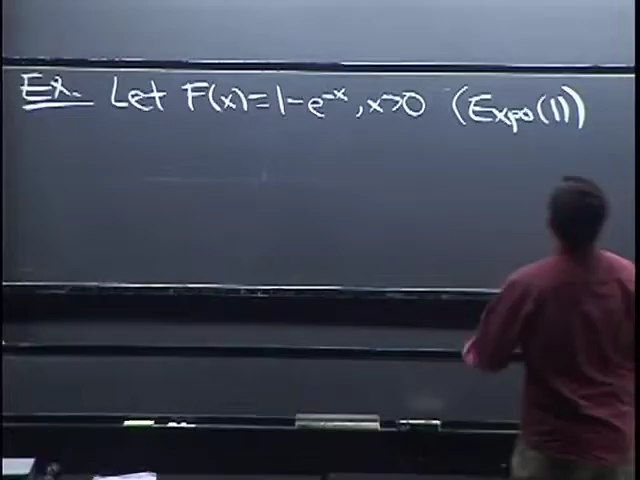 Ex. Let F(x)=1-e^{-x}, x>0 (Expo(1))